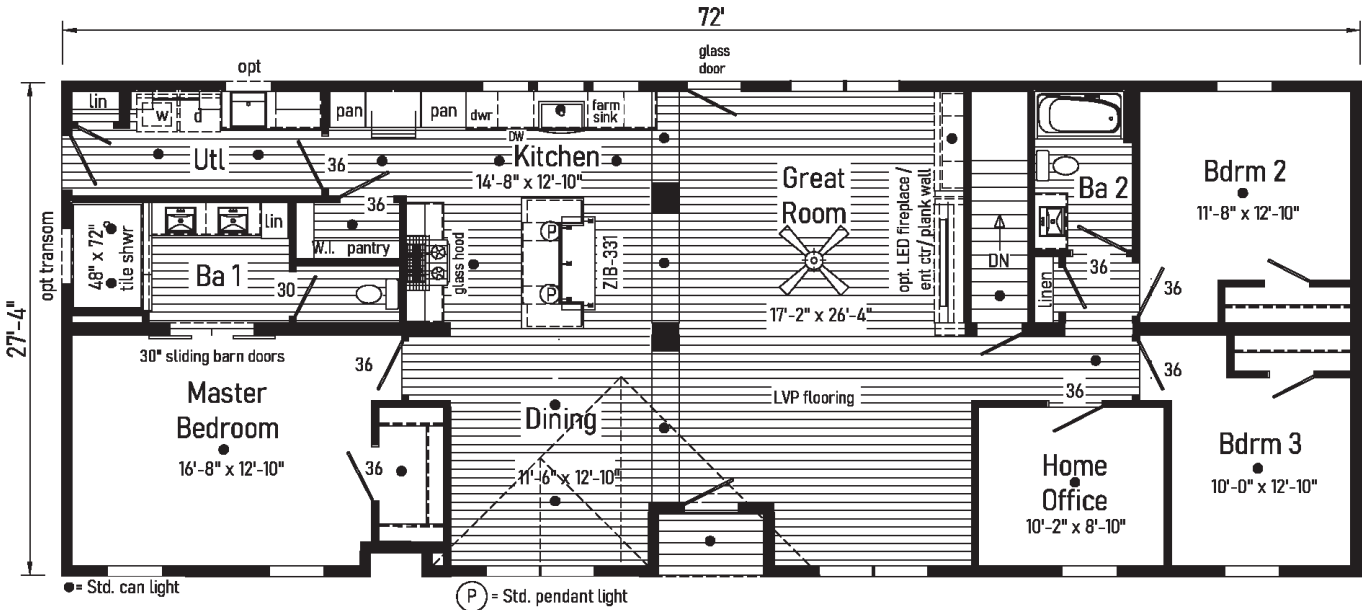 72'
27'-4"
opt
glass
door
lin
w
d
pan
pan
dwr
farm
sink
DW
Utl
36
Kitchen
14'-8" x 12'-10"
Great
Room
17'-2" x 26'-4"
opt. LED fireplace /
ent ctr/ plank wall
Ba 2
Bdrm 2
11'-8" x 12'-10"
36
opt transom
48" x 72"
tile shwr
lin
W.I. pantry
Ba 1
30
glass hood
P
P
ZIB-331
DN
linen
36
36
30" sliding barn doors
36
Master
Bedroom
16'-8" x 12'-10"
36
Dining
11'-6" x 12'-10"
LVP flooring
36
36
Home
Office
10'-2" x 8'-10"
Bdrm 3
10'-0" x 12'-10"
●= Std. can light
P = Std. pendant light